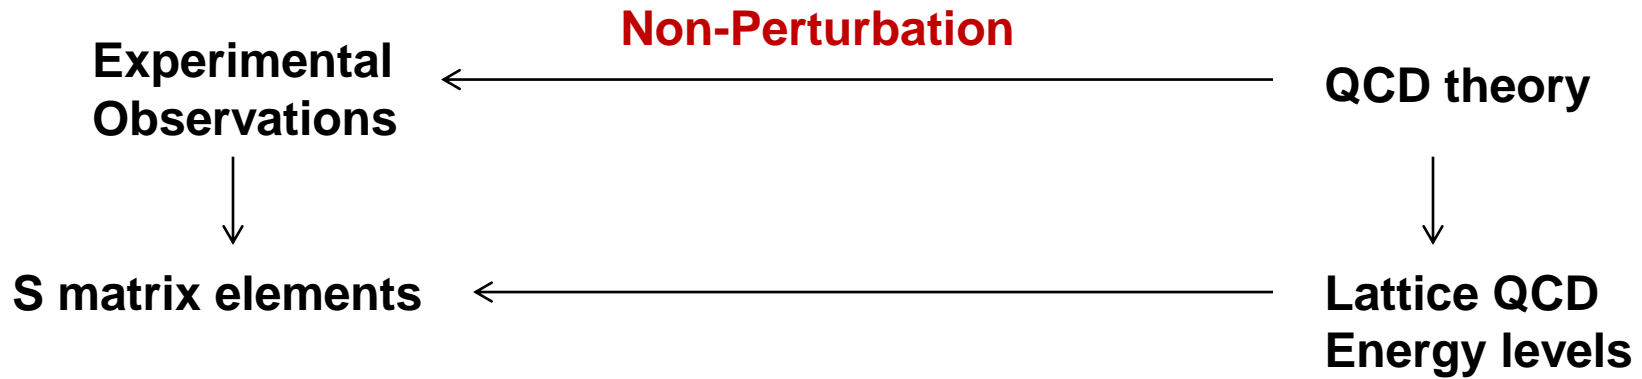 Non-Perturbation
Experimental
Observations
QCD theory
S matrix elements
Lattice QCD
Energy levels